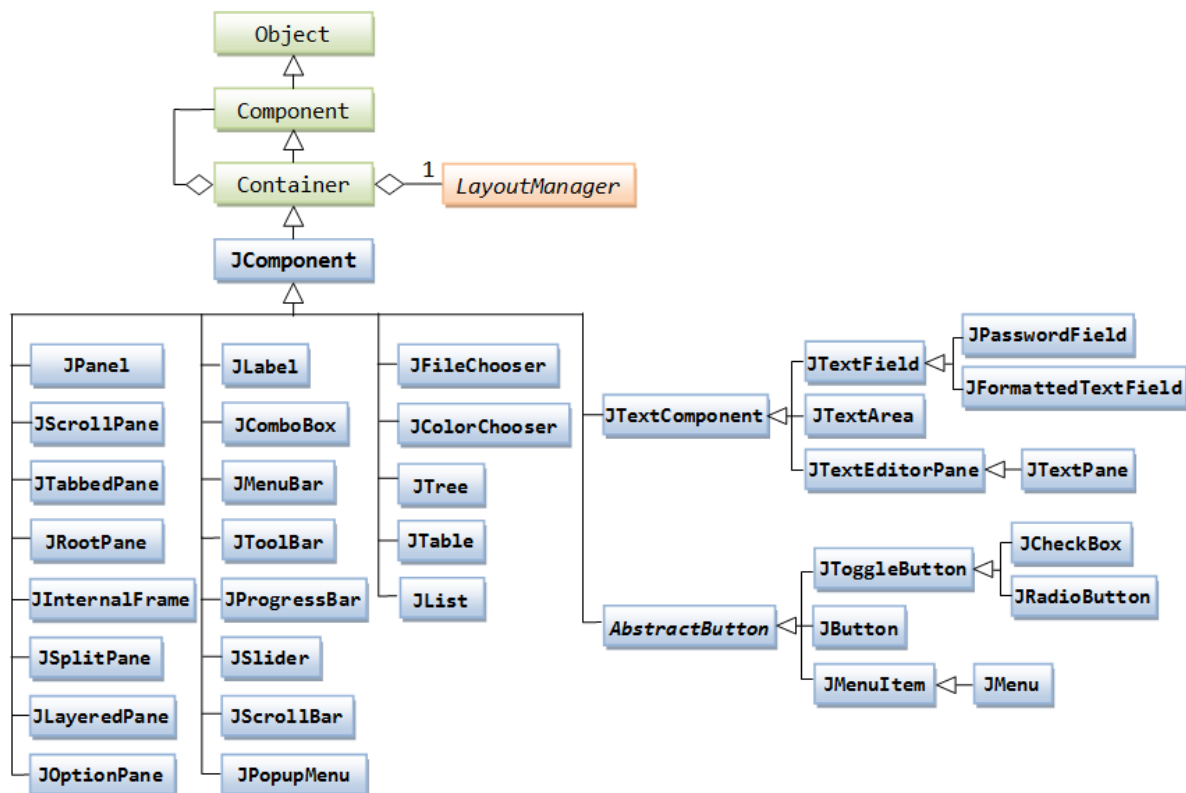 Object
Component
Container
1
LayoutManager
JComponent
JPanel
JScrollPane
JTabbedPane
JRootPane
JInternalFrame
JSplitPane
JLayeredPane
JOptionPane
JLabel
JComboBox
JMenuBar
JToolBar
JProgressBar
JSlider
JScrollBar
JPopupMenu
JFileChooser
JColorChooser
JTree
JTable
JList
JTextComponent
JTextField
JPasswordField
JFormattedTextField
JTextArea
JTextEditorPane
JTextPane
AbstractButton
JToggleButton
JCheckBox
JRadioButton
JButton
JMenuItem
JMenu